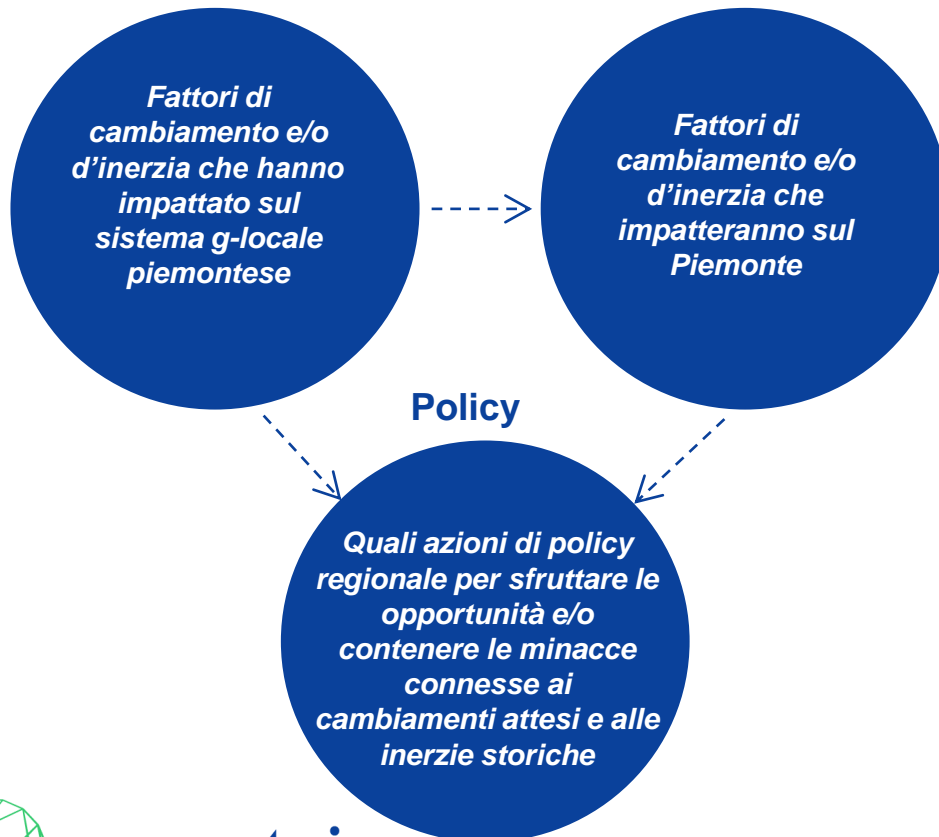 Fattori di
cambiamento e/o
d’inerzia che hanno
impattato sul
sistema g-locale
piemontese
Fattori di
cambiamento e/o
d’inerzia che
impatteranno sul
Piemonte
Policy
Quali azioni di policy
regionale per sfruttare le
opportunità e/o
contenere le minacce
connesse ai
cambiamenti attesi e alle
inerzie storiche